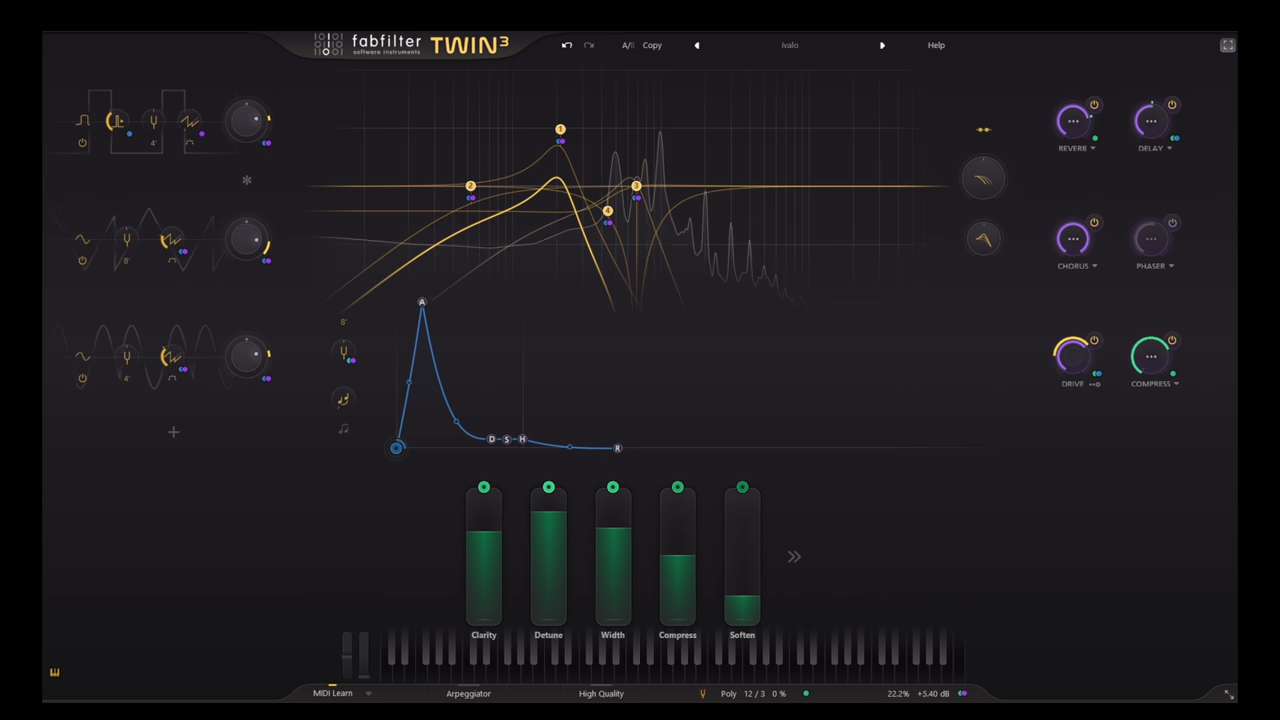 fabfilter TWIN³
software instruments
A/B Copy Ivalo Help
4'
8'
4'
1
2
3
4
8'
A
D S H R
REVERB DELAY
CHORUS PHASER
DRIVE COMPRESS
Clarity Detune Width Compress Soften
MIDI Learn Arpeggiator High Quality Poly 12 / 3 0 % 22.2% +5.40 dB